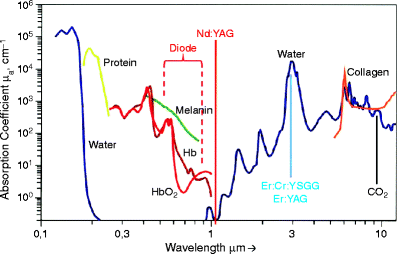 Absorption Coefficient μa, cm⁻¹
10⁶
10⁵
10⁴
10³
10²
10¹
10⁰
Nd:YAG
Diode
Protein
Water
Melanin
Hb
HbO₂
Water
Collagen
Er:Cr:YSGG
Er:YAG
CO₂
0,1
0,3
1
3
12
Wavelength μm→